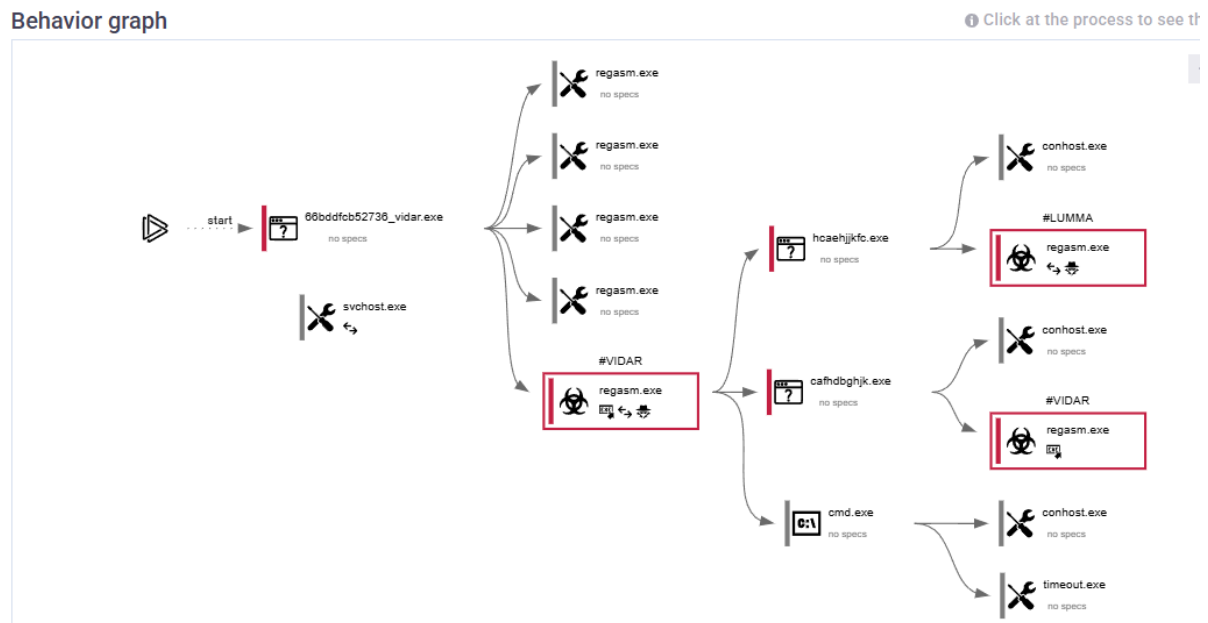 Behavior graph
Click at the process to see th
start
66bddfcb52736_vidar.exe
no specs
svchost.exe
regasm.exe
no specs
regasm.exe
no specs
regasm.exe
no specs
regasm.exe
no specs
#VIDAR
regasm.exe
hcaehjjkfc.exe
no specs
cafhdbghjk.exe
no specs
C:\
cmd.exe
no specs
conhost.exe
no specs
#LUMMA
regasm.exe
conhost.exe
no specs
#VIDAR
regasm.exe
conhost.exe
no specs
timeout.exe
no specs